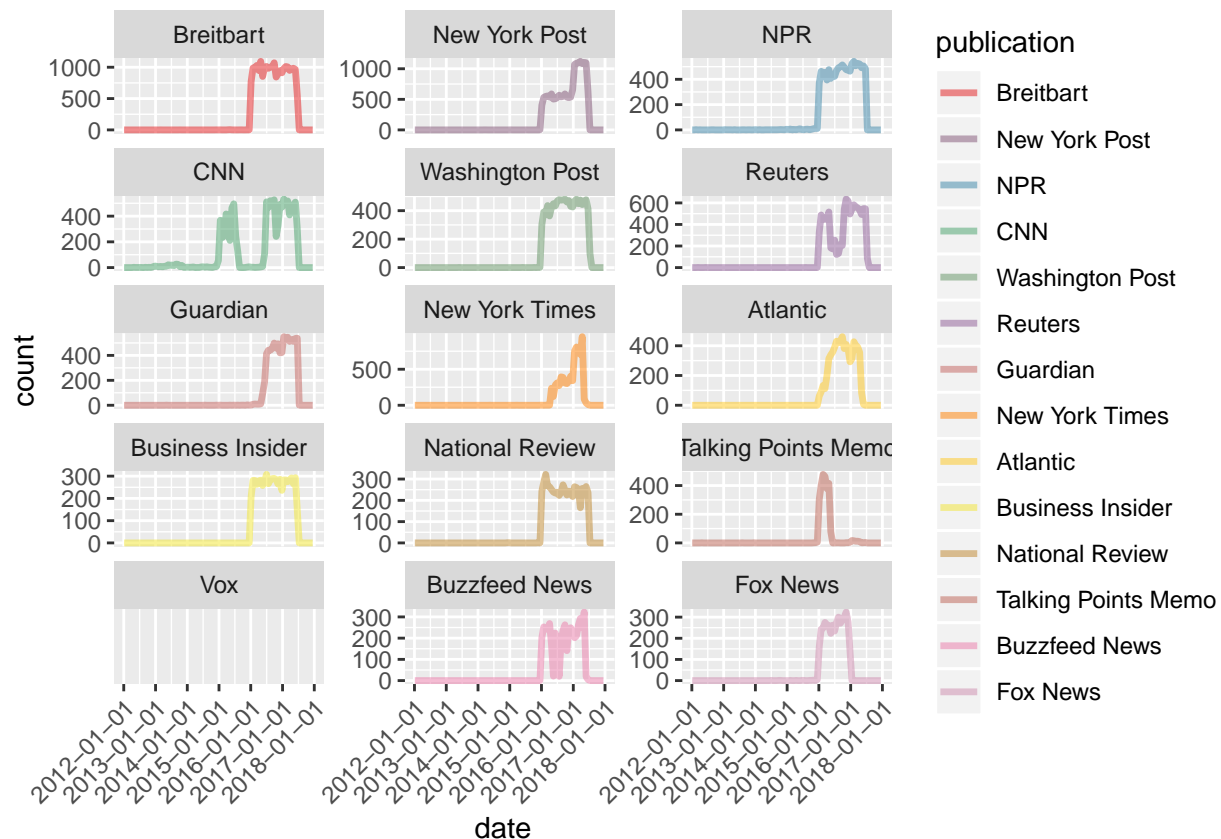 Breitbart
New York Post
NPR
1000
500
0
1000
500
0
400
200
0
CNN
Washington Post
Reuters
400
200
0
400
200
0
600
400
200
0
Guardian
New York Times
Atlantic
400
200
0
500
0
400
200
0
Business Insider
National Review
Talking Points Memo
300
200
100
0
300
200
100
0
400
200
0
Vox
Buzzfeed News
Fox News
300
200
100
0
300
200
100
0
2012−01−01
2013−01−01
2014−01−01
2015−01−01
2016−01−01
2017−01−01
2018−01−01
2012−01−01
2013−01−01
2014−01−01
2015−01−01
2016−01−01
2017−01−01
2018−01−01
2012−01−01
2013−01−01
2014−01−01
2015−01−01
2016−01−01
2017−01−01
2018−01−01
count
date
publication
Breitbart
New York Post
NPR
CNN
Washington Post
Reuters
Guardian
New York Times
Atlantic
Business Insider
National Review
Talking Points Memo
Buzzfeed News
Fox News